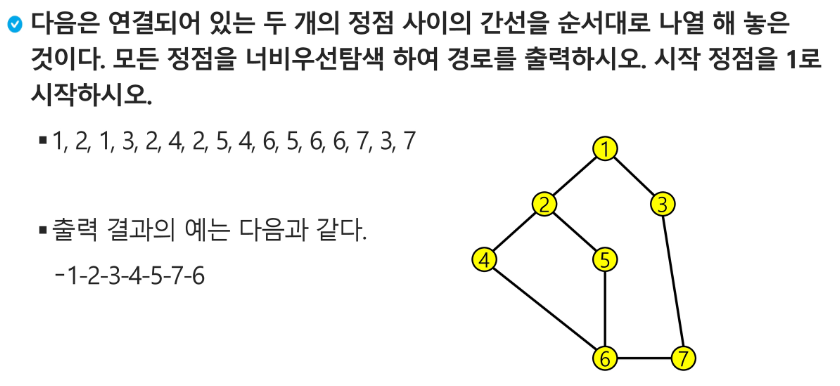 다음은 연결되어 있는 두 개의 정점 사이의 간선을 순서대로 나열 해 놓은
것이다. 모든 정점을 너비우선탐색 하여 경로를 출력하시오. 시작 정점을 1로
시작하시오.
▪1, 2, 1, 3, 2, 4, 2, 5, 4, 6, 5, 6, 6, 7, 3, 7
▪출력 결과의 예는 다음과 같다.
-1-2-3-4-5-7-6
1
2
3
4
5
6
7